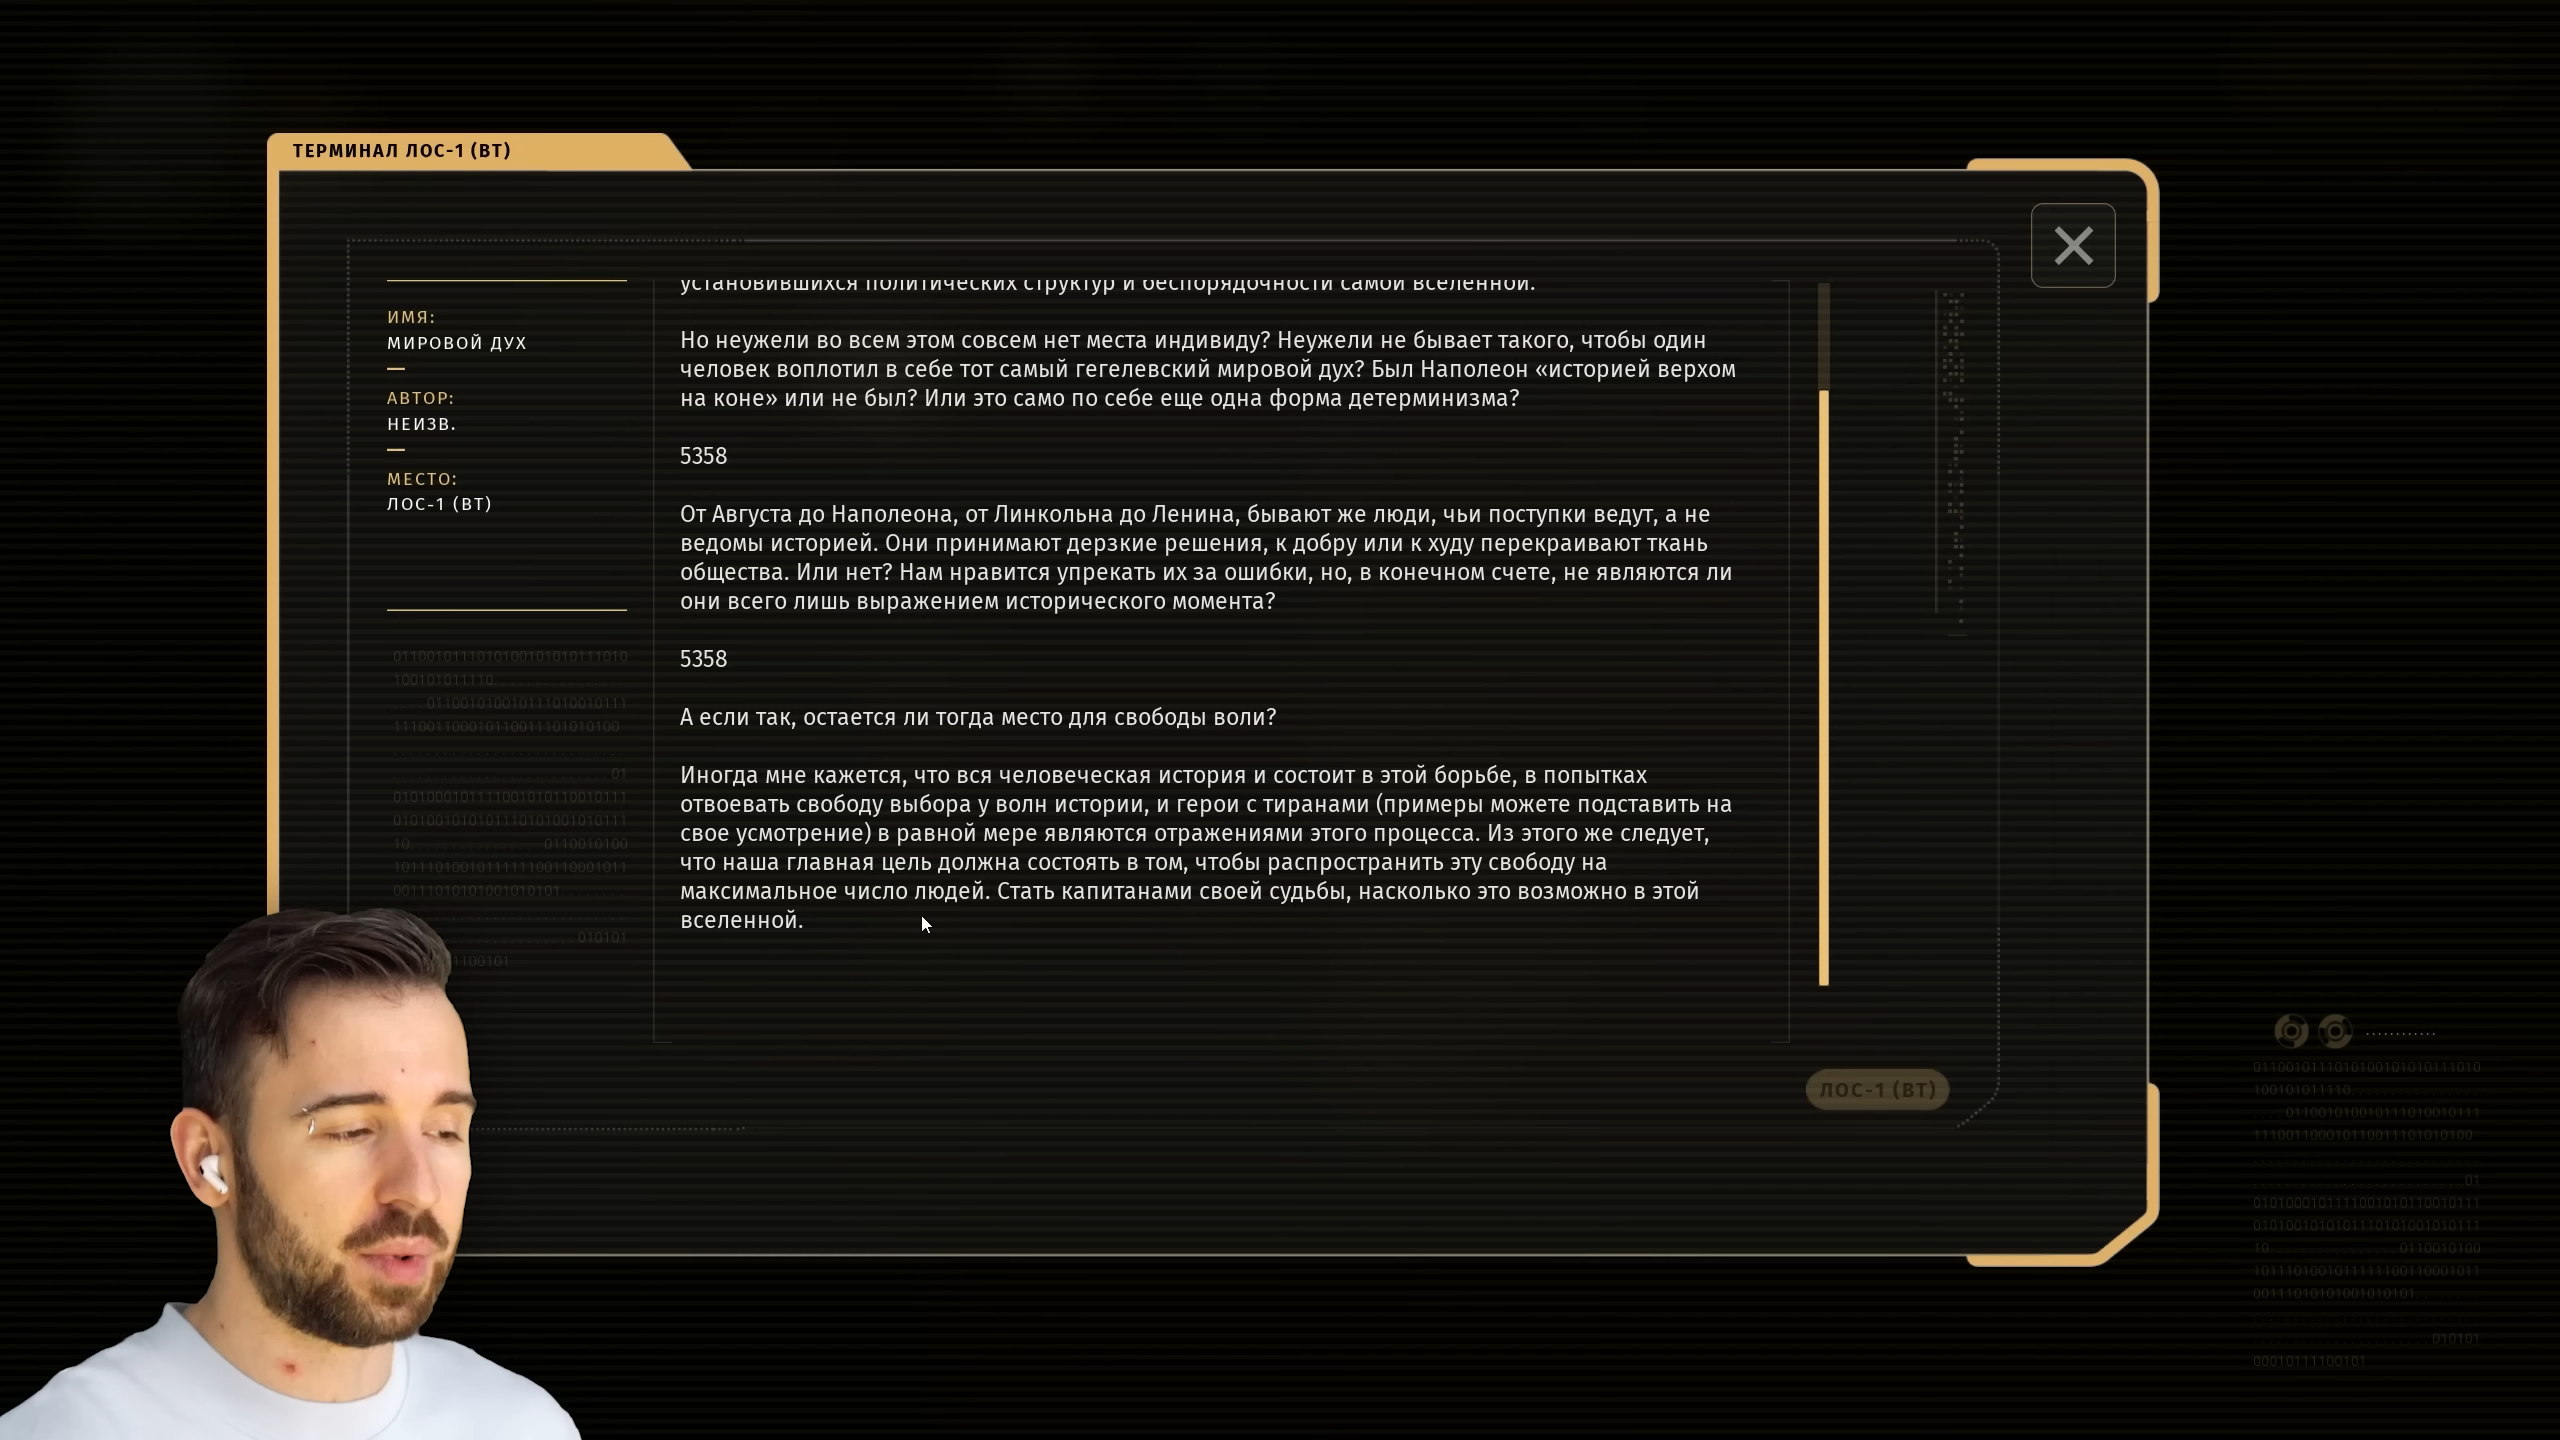 ТЕРМИНАЛ ЛОС-1 (ВТ)
ИМЯ:
МИРОВОЙ ДУХ
АВТОР:
НЕИЗВ.
МЕСТО:
ЛОС-1 (ВТ)
установившихся политических структур и беспорядочности самой вселенной.
Но неужели во всем этом совсем нет места индивиду? Неужели не бывает такого, чтобы один
человек воплотил в себе тот самый гегелевский мировой дух? Был Наполеон «историей верхом
на коне» или не был? Или это само по себе еще одна форма детерминизма?
5358
От Августа до Наполеона, от Линкольна до Ленина, бывают же люди, чьи поступки ведут, а не
ведомы историей. Они принимают дерзкие решения, к добру или к худу перекраивают ткань
общества. Или нет? Нам нравится упрекать их за ошибки, но, в конечном счете, не являются ли
они всего лишь выражением исторического момента?
5358
А если так, остается ли тогда место для свободы воли?
Иногда мне кажется, что вся человеческая история и состоит в этой борьбе, в попытках
отвоевать свободу выбора у волн истории, и герои с тиранами (примеры можете подставить на
свое усмотрение) в равной мере являются отражениями этого процесса. Из этого же следует,
что наша главная цель должна состоять в том, чтобы распространить эту свободу на
максимальное число людей. Стать капитанами своей судьбы, насколько это возможно в этой
вселенной.
ЛОС-1 (ВТ)